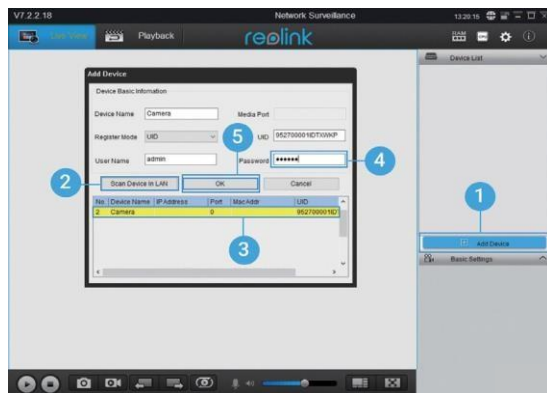 V7.2.2.18
Network Surveillance
13:20:15
Live View
Playback
reolink
Device List
Add Device
Device Basic Infomation
Device Name
Camera
Media Port
5
Register Mode
UID
UID
952700001IDTXWKP
User Name
admin
Password
4
2
Scan Device in LAN
OK
Cancel
1
No.
Device Name
IP Address
Port
MacAddr
UID
2
Camera
0
952700001ID
3
Add Device
Basic Settings